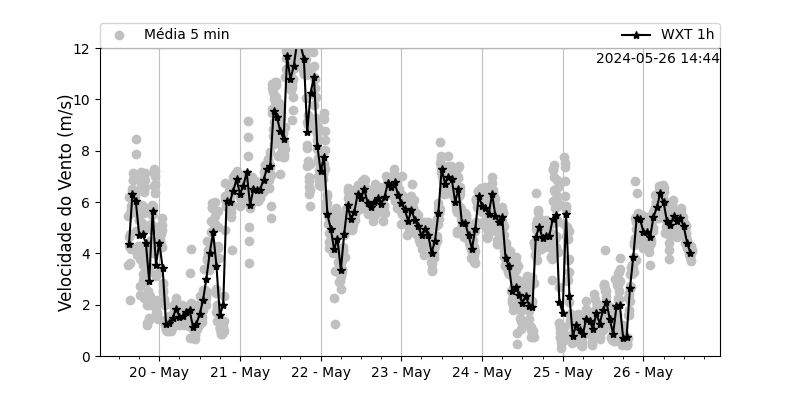 Média 5 min
WXT 1h
2024-05-26 14:44
Velocidade do Vento (m/s)
12
10
8
6
4
2
0
20 - May
21 - May
22 - May
23 - May
24 - May
25 - May
26 - May